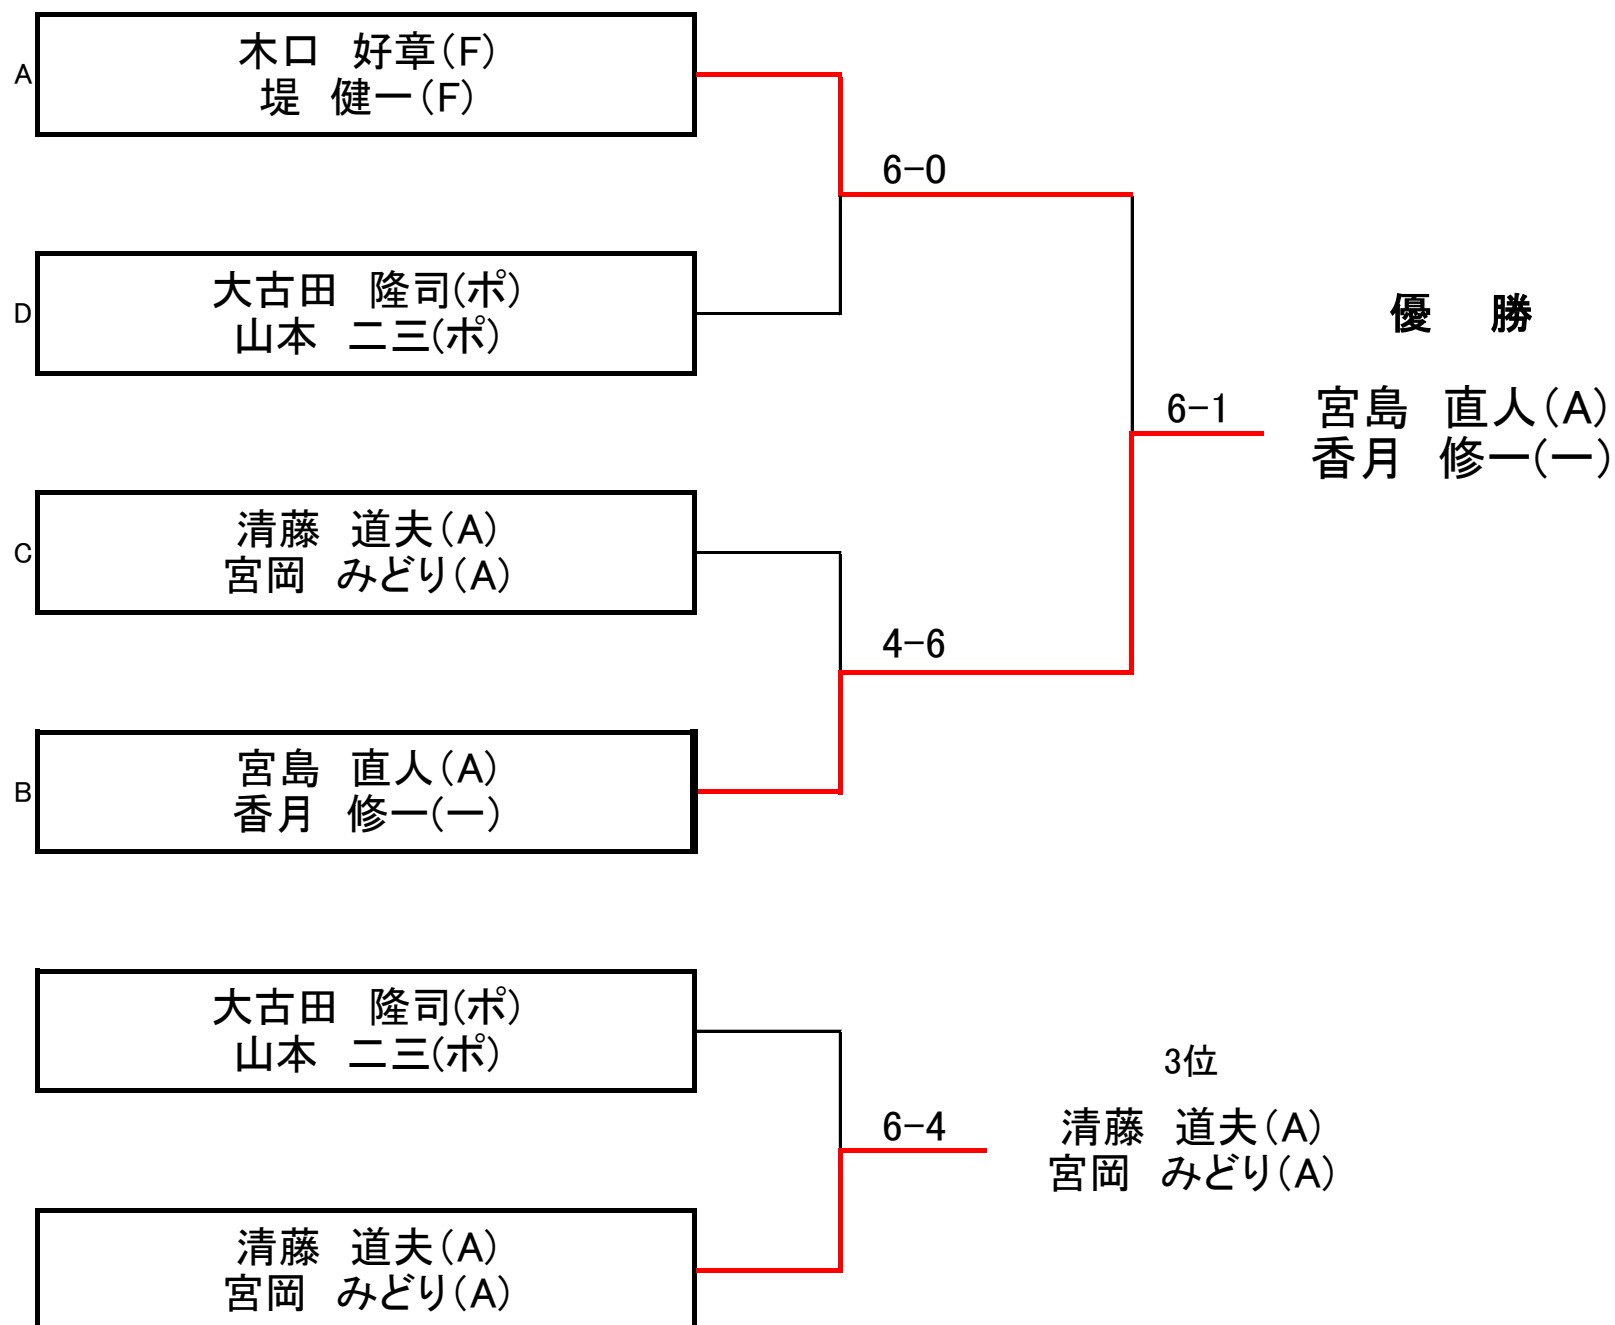 A
木口　好章(F)
堤　健一(F)
6-0
D
大古田　隆司(ポ)
山本　二三(ポ)
優　勝
6-1
宮島　直人(A)
香月　修一(一)
C
清藤　道夫(A)
宮岡　みどり(A)
4-6
B
宮島　直人(A)
香月　修一(一)
大古田　隆司(ポ)
山本　二三(ポ)
3位
6-4
清藤　道夫(A)
宮岡　みどり(A)
清藤　道夫(A)
宮岡　みどり(A)